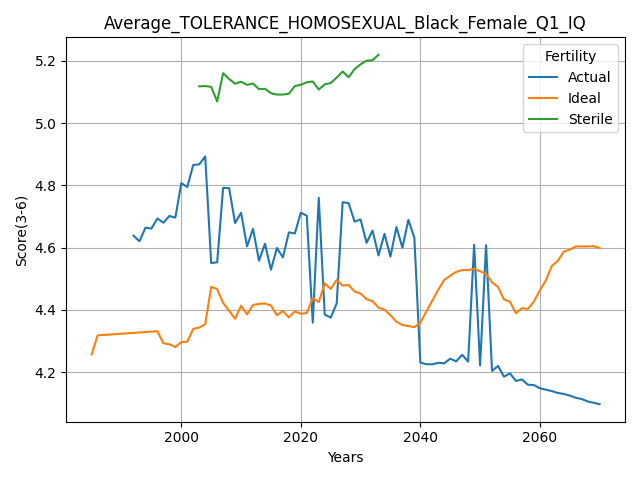 Average_TOLERANCE_HOMOSEXUAL_Black_Female_Q1_IQ
Fertility
Actual
Ideal
Sterile
Score(3-6)
5.2
5.0
4.8
4.6
4.4
4.2
2000
2020
2040
2060
Years